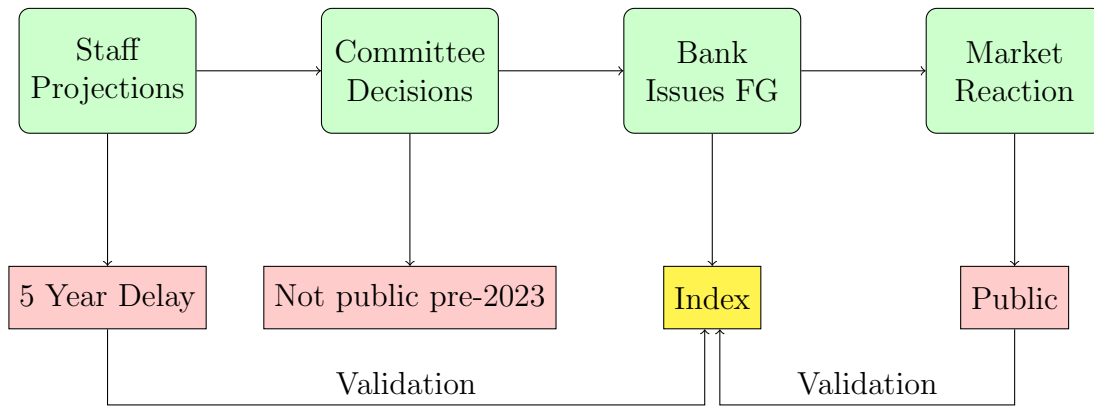 Staff
Projections
Committee
Decisions
Bank
Issues FG
Market
Reaction
5 Year Delay
Not public pre-2023
Index
Public
Validation
Validation